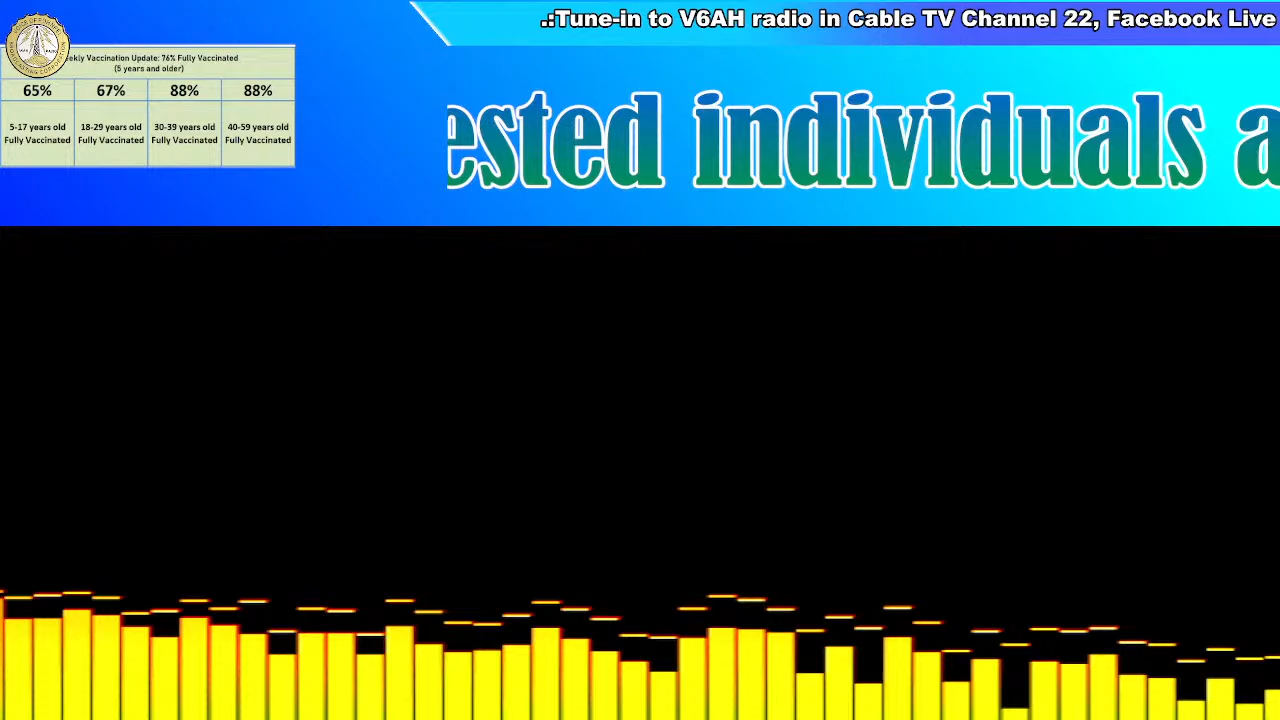 .:Tune-in to V6AH radio in Cable TV Channel 22, Facebook Live
ekly Vaccination Update: 76% Fully Vaccinated
(5 years and older)
65% 67% 88% 88%
5-17 years old 18-29 years old 30-39 years old 40-59 years old
Fully Vaccinated Fully Vaccinated Fully Vaccinated Fully Vaccinated
ested individuals a